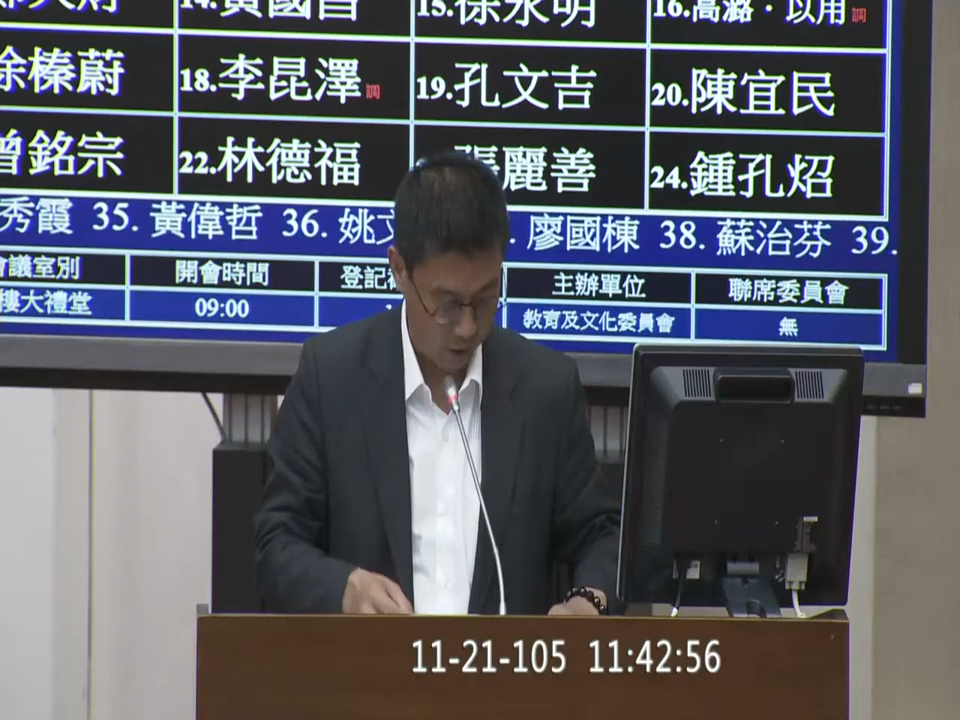 14.黃國昌 15.徐永明 16.高潞·以用 調
徐榛蔚 18.李昆澤 調 19.孔文吉 20.陳宜民
曾銘宗 22.林德福 張麗善 24.鍾孔炤
秀霞 35. 黃偉哲 36. 姚文 . 廖國棟 38. 蘇治芬 39.
會議室別 開會時間 登記 主辦單位 聯席委員會
樓大禮堂 09:00 教育及文化委員會 無
11-21-105 11:42:56